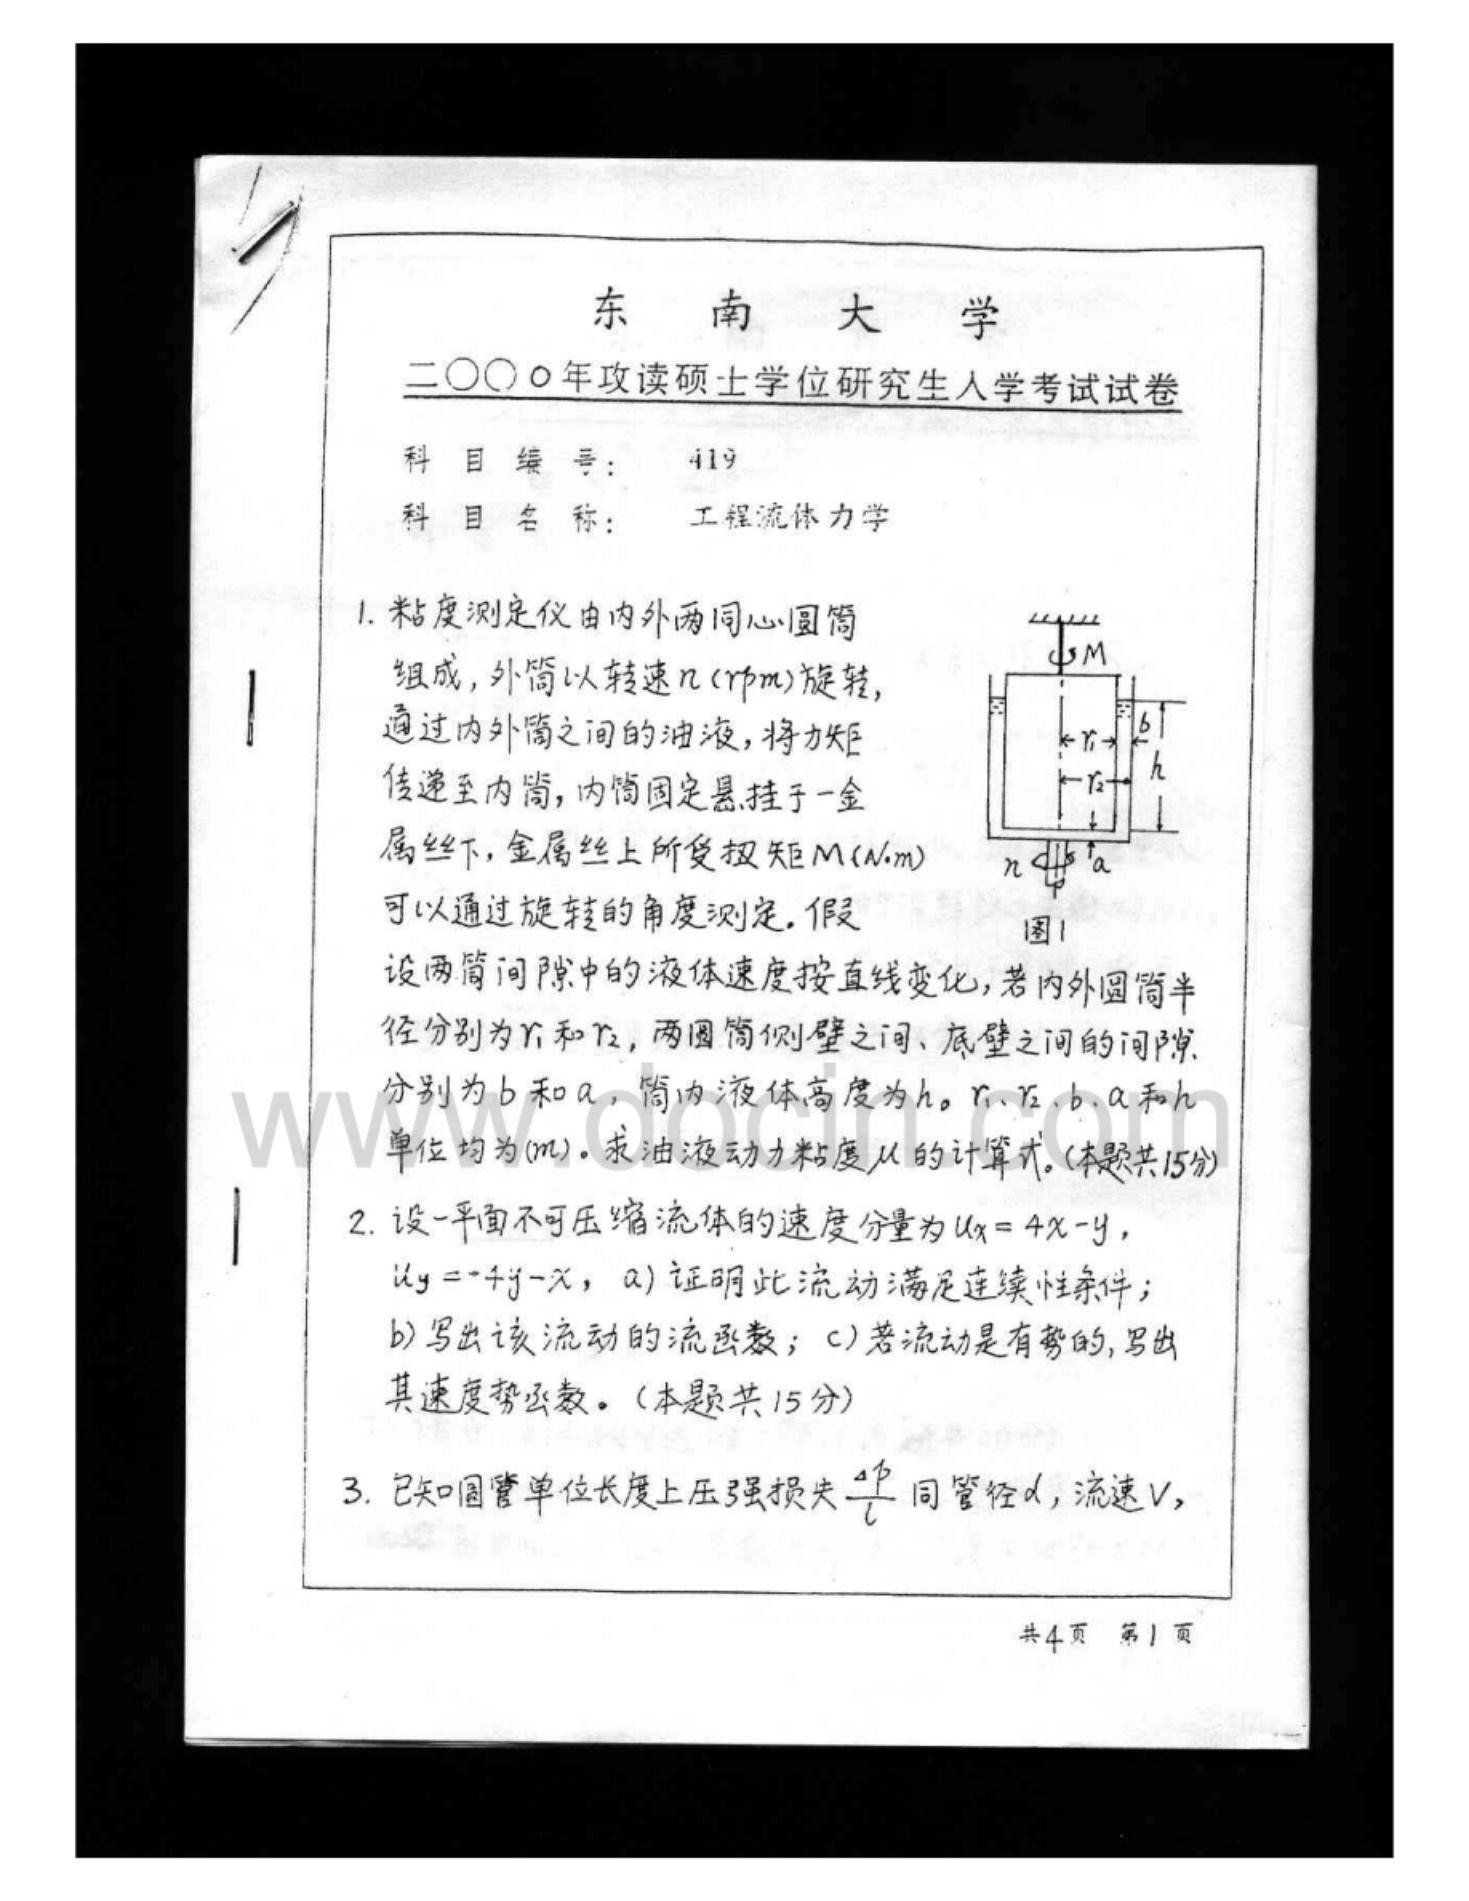 东 南 大 学
二〇〇〇年攻读硕士学位研究生入学考试试卷
科 目 编 号: 419
科 目 名 称: 工程流体力学
1. 粘度测定仪由内外两同心圆筒
组成, 外筒以转速n(rpm)旋转,
通过内外筒之间的油液, 将力矩
传递至内筒, 内筒固定悬挂于一金
属丝下, 金属丝上所受扭矩M(N·m)
可以通过旋转的角度测定. 假
设两筒间隙中的液体速度按直线变化, 若内外圆筒半
径分别为r₁和r₂, 两圆筒侧壁之间、底壁之间的间隙
分别为b和a, 筒内液体高度为h。r₁、r₂、b、a和h
单位均为(m)。求油液动力粘度μ的计算式。(本题共15分)
M
r₁
b
r₂
h
n
a
图1
2. 设一平面不可压缩流体的速度分量为ux=4x-y,
uy=-4y-x, a)证明此流动满足连续性条件;
b)写出该流动的流函数; c)若流动是有势的, 写出
其速度势函数。(本题共15分)
3. 已知圆管单位长度上压强损失 Δp/l 同管径d, 流速V,
共4页 第1页
www.docin.com